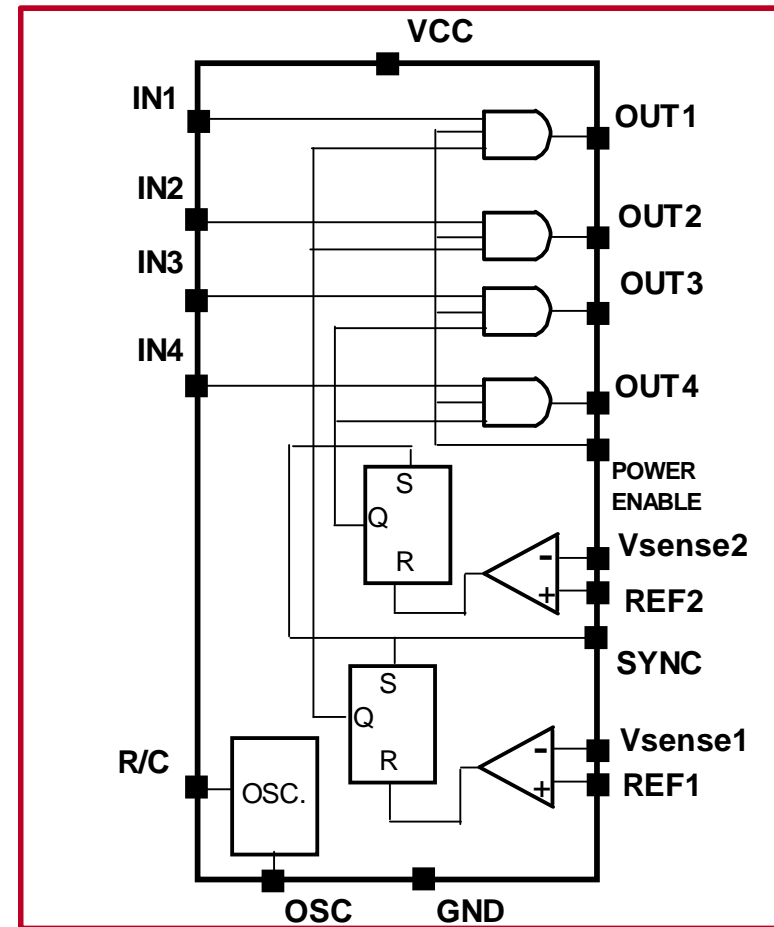 VCC
IN1
OUT1
IN2
OUT2
IN3
OUT3
IN4
OUT4
POWER
ENABLE
S
Q
R
-
+
Vsense2
REF2
SYNC
S
Q
R
-
+
Vsense1
REF1
R/C
OSC.
OSC
GND